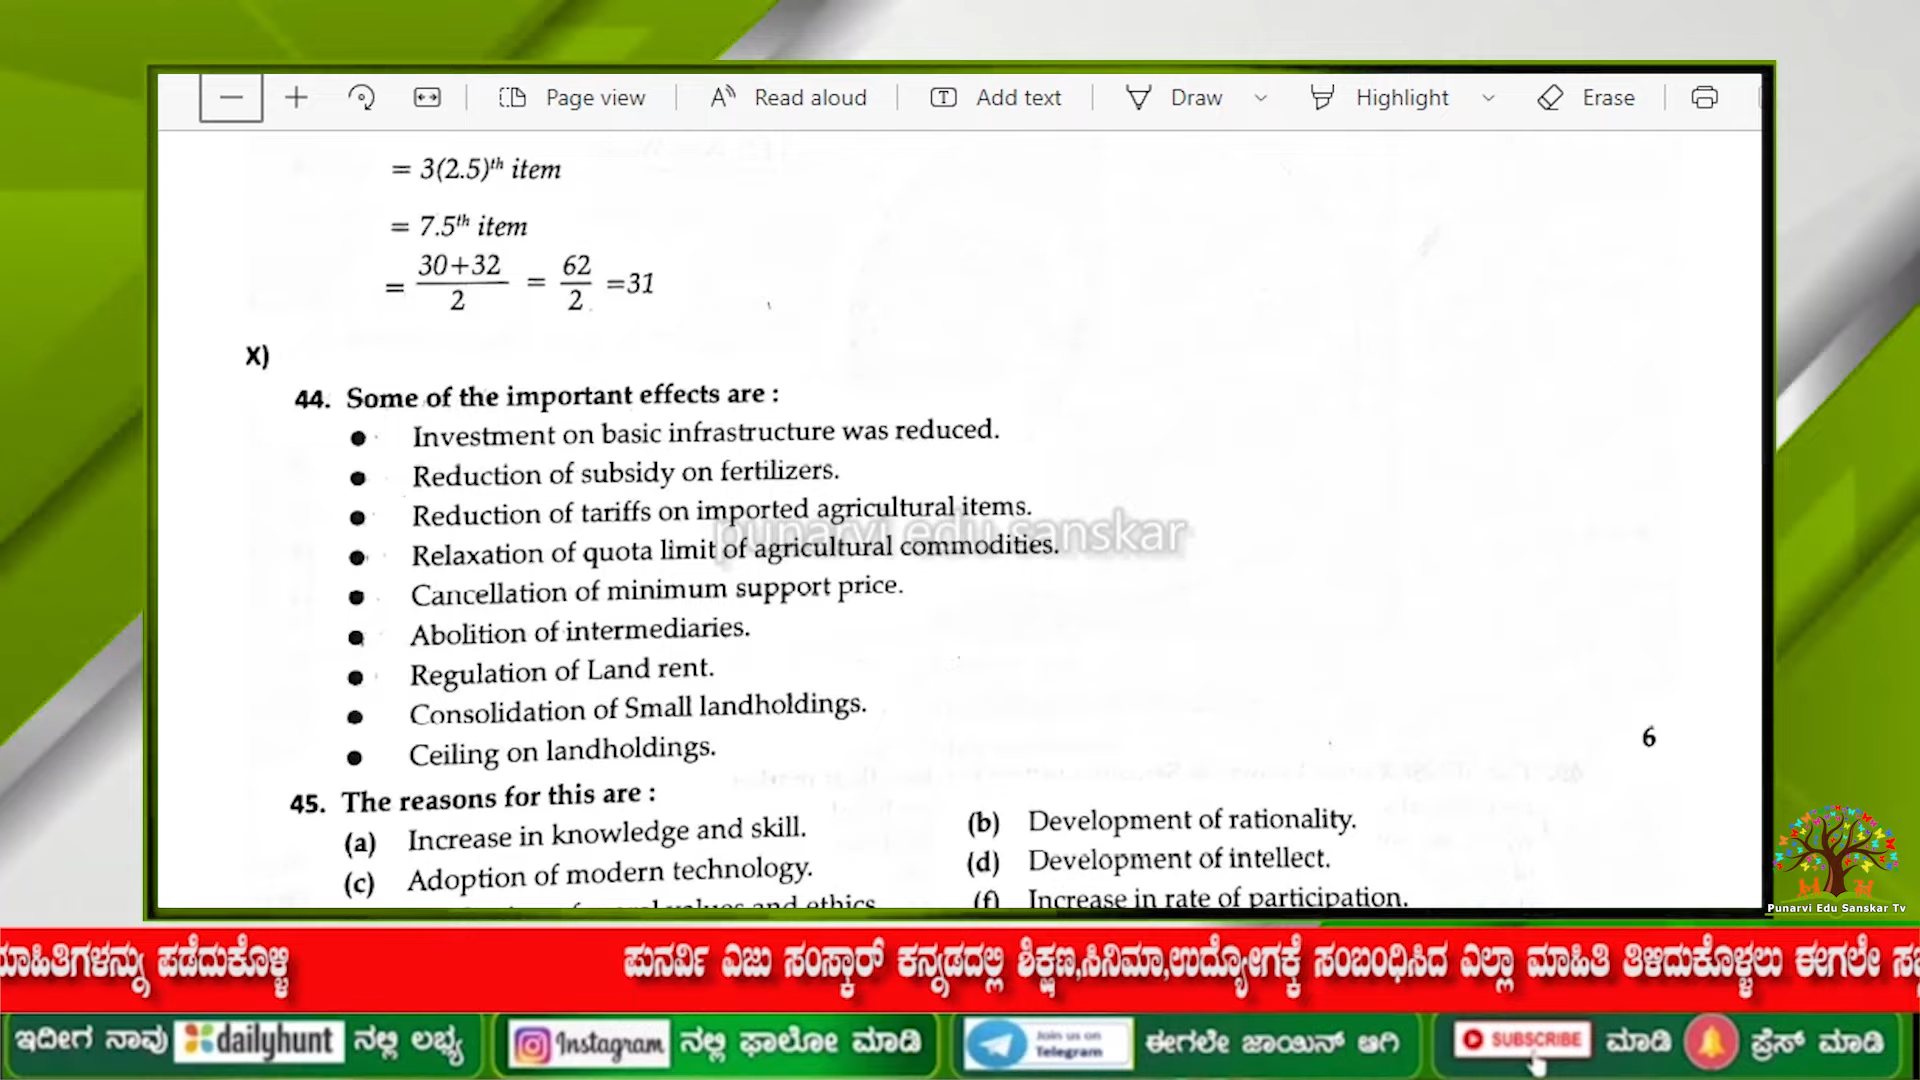 Page view
Read aloud
Add text
Draw
Highlight
Erase
= 3(2.5)th item
= 7.5th item
= 30+32 / 2 = 62 / 2 =31
X)
44. Some of the important effects are :
● Investment on basic infrastructure was reduced.
● Reduction of subsidy on fertilizers.
● Reduction of tariffs on imported agricultural items.
punarvi edu sanskar
● Relaxation of quota limit of agricultural commodities.
● Cancellation of minimum support price.
● Abolition of intermediaries.
● Regulation of Land rent.
● Consolidation of Small landholdings.
● Ceiling on landholdings.
6
45. The reasons for this are :
(a) Increase in knowledge and skill.
(b) Development of rationality.
(c) Adoption of modern technology.
(d) Development of intellect.
values and ethics
(f) Increase in rate of participation.
Punarvi Edu Sanskar Tv
ಮಾಹಿತಿಗಳನ್ನು ಪಡೆದುಕೊಳ್ಳಿ ಪುನರ್ವಿ ಎಜು ಸಂಸ್ಕಾರ್ ಕನ್ನಡದಲ್ಲಿ ಶಿಕ್ಷಣ,ಸಿನಿಮಾ,ಉದ್ಯೋಗಕ್ಕೆ ಸಂಬಂಧಿಸಿದ ಎಲ್ಲಾ ಮಾಹಿತಿ ತಿಳಿದುಕೊಳ್ಳಲು ಈಗಲೇ
ಇದೀಗ ನಾವು dailyhunt ನಲ್ಲಿ ಲಭ್ಯ
Instagram ನಲ್ಲಿ ಫಾಲೋ ಮಾಡಿ
Join us on Telegram ಈಗಲೇ ಜಾಯಿನ್ ಆಗಿ
SUBSCRIBE ಮಾಡಿ ಪ್ರೆಸ್ ಮಾಡಿ